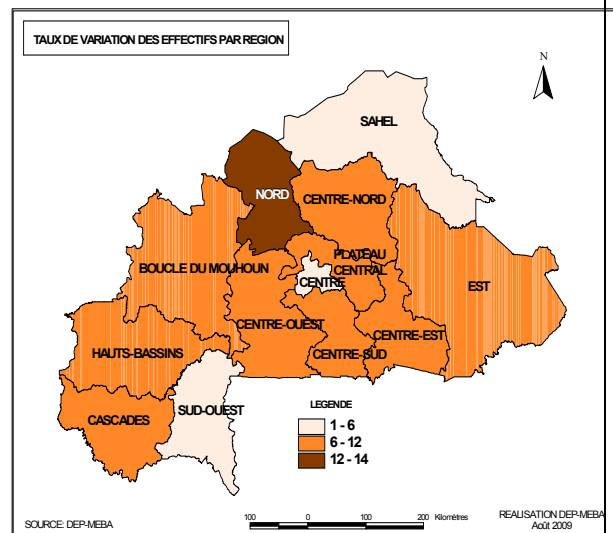 TAUX DE VARIATION DES EFFECTIFS PAR REGION
N
SAHEL
NORD
CENTRE-NORD
PLATEAU
CENTRAL
BOUCLE DU MOUHOUN
CENTRE
EST
CENTRE-OUEST
CENTRE-EST
HAUTS-BASSINS
CENTRE-SUD
CASCADES
SUD-OUEST
LEGENDE
1 - 6
6 - 12
12 - 14
100 0 100 200 Kilomètres
SOURCE: DEP-MEBA
REALISATION DEP-MEBA
Août 2009